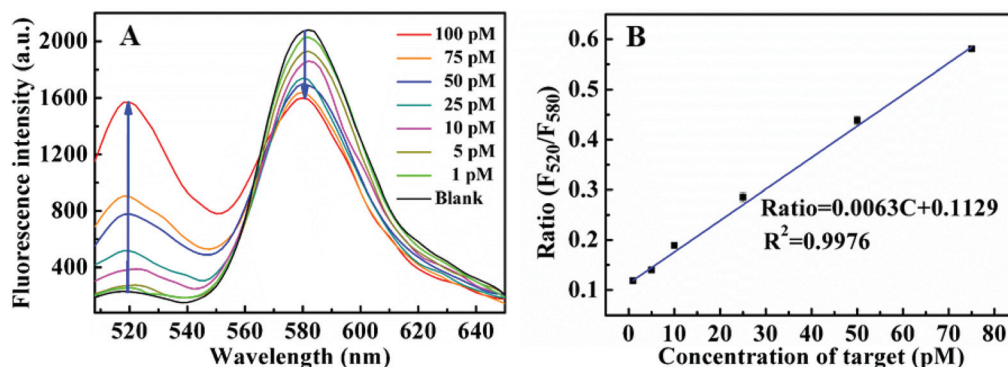 A
Fluorescence intensity (a.u.)
2000
1600
1200
800
400
520 540 560 580 600 620 640
Wavelength (nm)
100 pM
75 pM
50 pM
25 pM
10 pM
5 pM
1 pM
Blank
B
Ratio (F520/F580)
0.6
0.5
0.4
0.3
0.2
0.1
0 10 20 30 40 50 60 70 80
Concentration of target (pM)
Ratio=0.0063C+0.1129
R²=0.9976